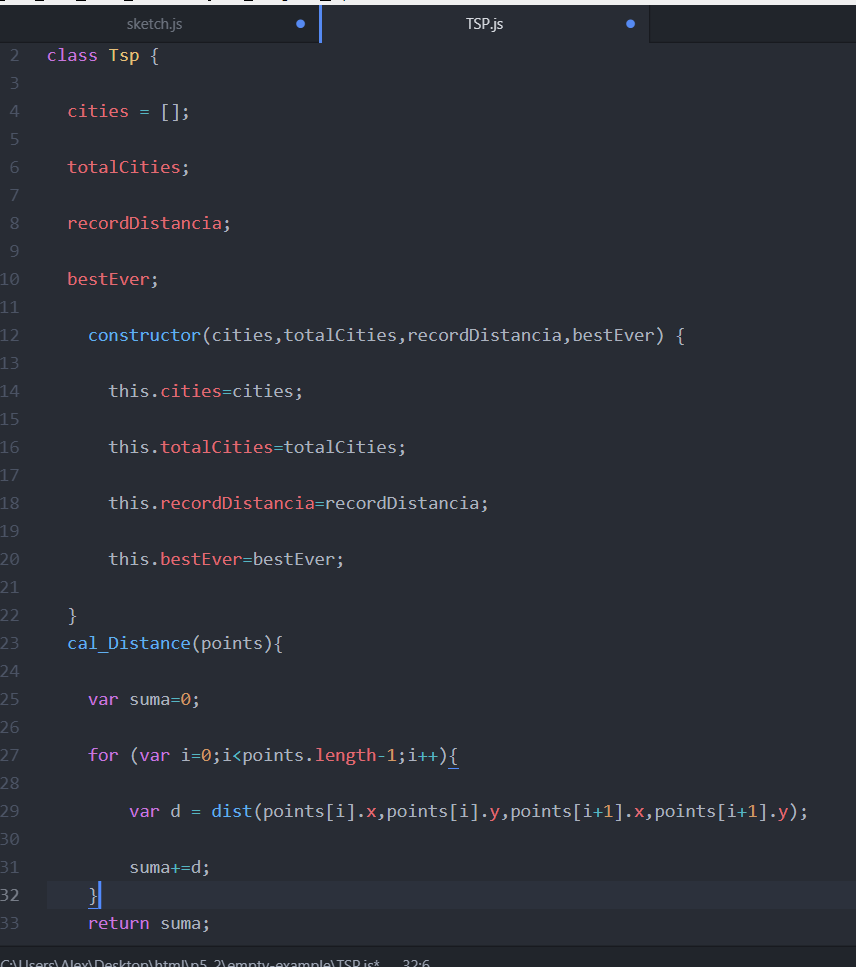 sketch.js
TSP.js
2 class Tsp {
3
4 cities = [];
5
6 totalCities;
7
8 recordDistancia;
9
10 bestEver;
11
12 constructor(cities,totalCities,recordDistancia,bestEver) {
13
14 this.cities=cities;
15
16 this.totalCities=totalCities;
17
18 this.recordDistancia=recordDistancia;
19
20 this.bestEver=bestEver;
21
22 }
23 cal_Distance(points){
24
25 var suma=0;
26
27 for (var i=0;i<points.length-1;i++){
28
29 var d = dist(points[i].x,points[i].y,points[i+1].x,points[i+1].y);
30
31 suma+=d;
32 }
33 return suma;
C:\Users\Alex\Desktop\html\p5_2\empty-example\TSP.js* 32:6